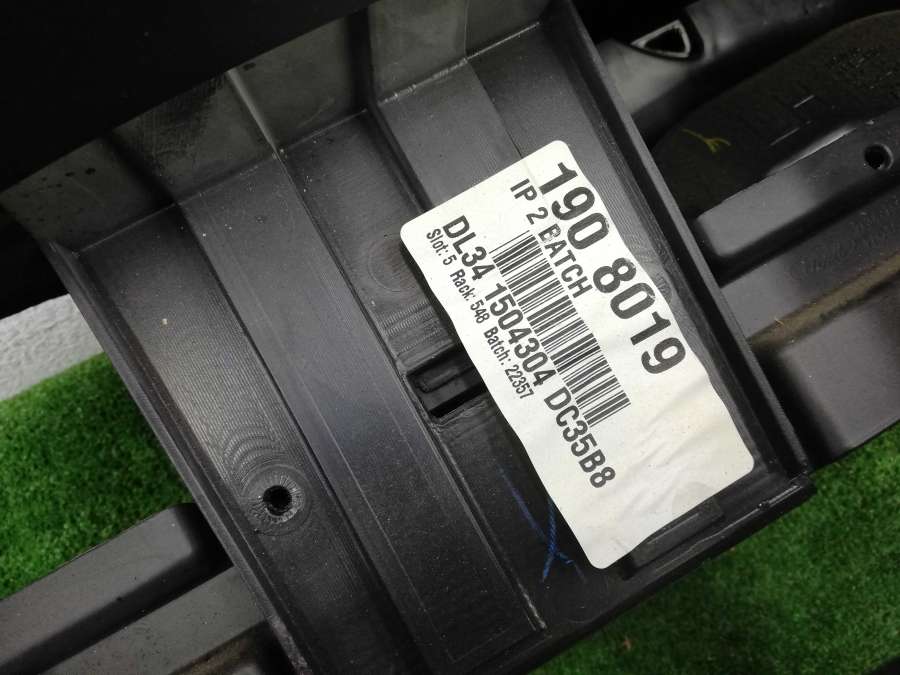 190 8019
IP 2 BATCH
DL34 1504304 DC35B8
Slot: 5 Rack: 548 Batch: 22357